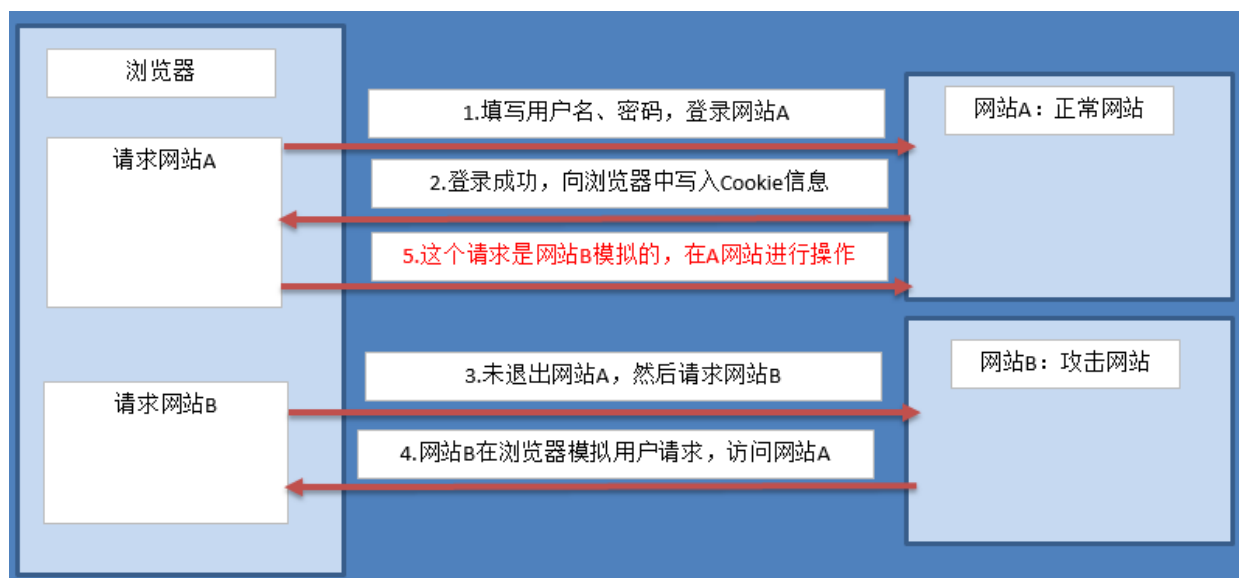 浏览器
请求网站A
1.填写用户名、密码，登录网站A
网站A：正常网站
2.登录成功，向浏览器中写入Cookie信息
5.这个请求是网站B模拟的，在A网站进行操作
请求网站B
3.未退出网站A，然后请求网站B
网站B：攻击网站
4.网站B在浏览器模拟用户请求，访问网站A